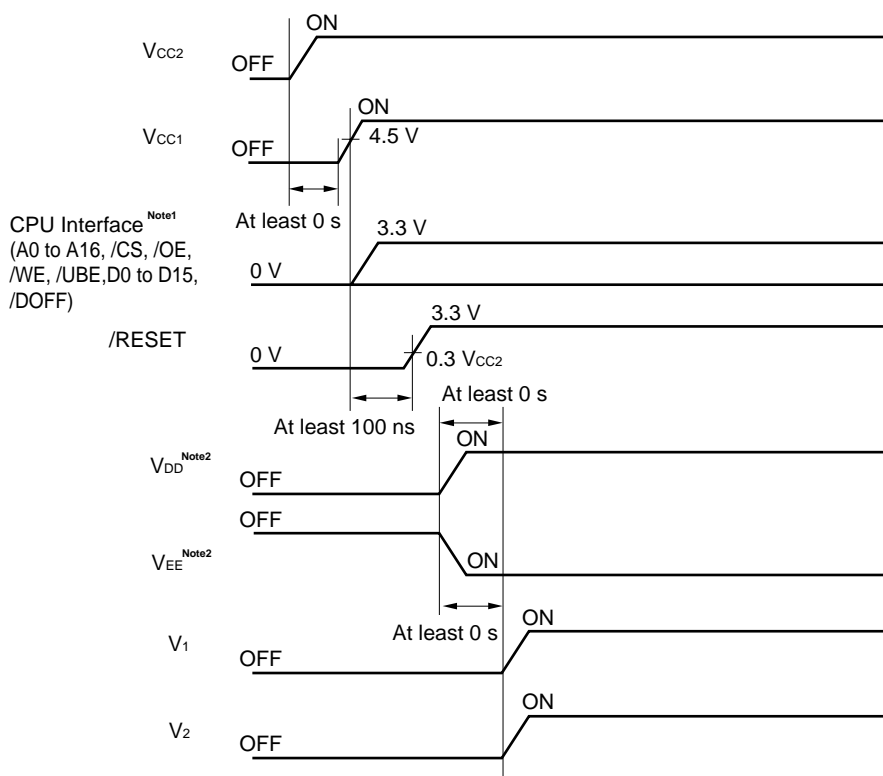 ON
VCC2
OFF
ON
VCC1
4.5 V
OFF
At least 0 s
CPU Interface Note1
(A0 to A16, /CS, /OE,
/WE, /UBE,D0 to D15,
/DOFF)
3.3 V
0 V
/RESET
3.3 V
0 V
0.3 VCC2
At least 0 s
At least 100 ns
ON
VDD Note2
OFF
OFF
VEE Note2
ON
At least 0 s
ON
V1
OFF
ON
V2
OFF